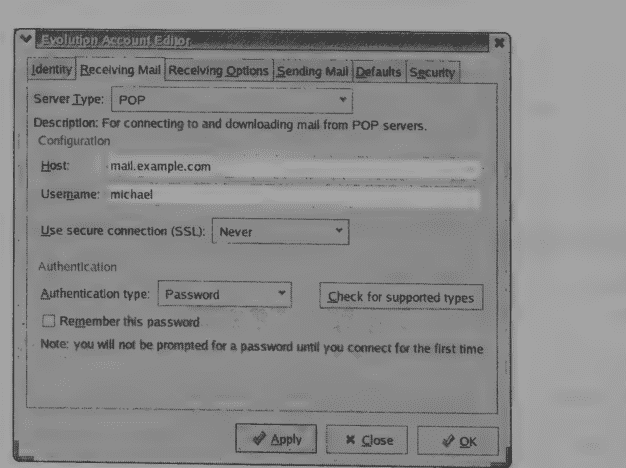 Evolution Account Editor
Identity Receiving Mail Receiving Options Sending Mail Defaults Security
Server Type: POP
Description: For connecting to and downloading mail from POP servers.
Configuration
Host: mail.example.com
Username: michael
Use secure connection (SSL): Never
Authentication
Authentication type: Password Check for supported types
Remember this password
Note: you will not be prompted for a password until you connect for the first time
Apply Close OK